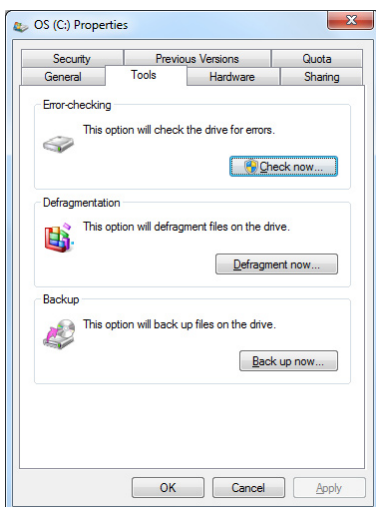 OS (C:) Properties
Security Previous Versions Quota
General Tools Hardware Sharing
Error-checking
This option will check the drive for errors.
Check now...
Defragmentation
This option will defragment files on the drive.
Defragment now...
Backup
This option will back up files on the drive.
Back up now...
OK Cancel Apply